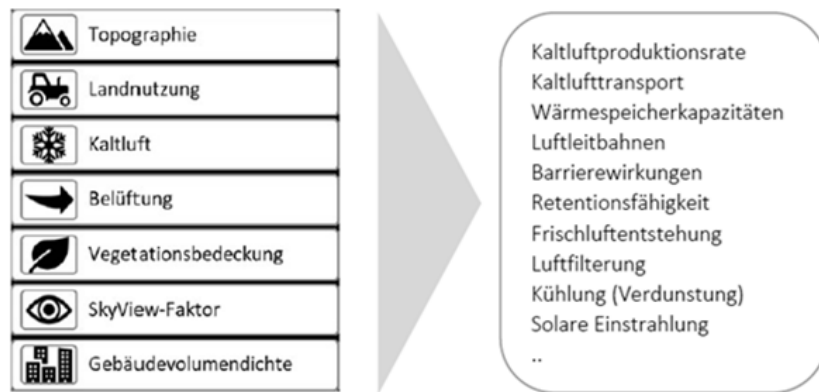 Topographie
Landnutzung
Kaltluft
Belüftung
Vegetationsbedeckung
SkyView-Faktor
Gebäudevolumendichte
Kaltluftproduktionsrate
Kaltlufttransport
Wärmespeicherkapazitäten
Luftleitbahnen
Barrierewirkungen
Retentionsfähigkeit
Frischluftentstehung
Luftfilterung
Kühlung (Verdunstung)
Solare Einstrahlung
..